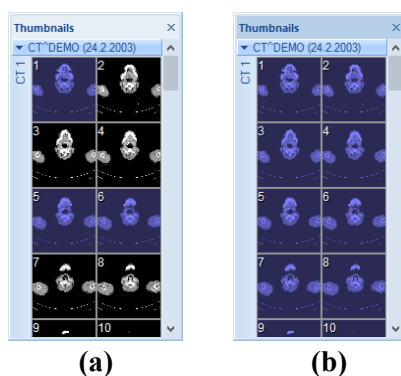 Thumbnails ×
CT^DEMO (24.2.2003)
CT 1
1 2
3 4
5 6
7 8
9 10
(a)
Thumbnails ×
CT^DEMO (24.2.2003)
CT 1
1 2
3 4
5 6
7 8
9 10
(b)